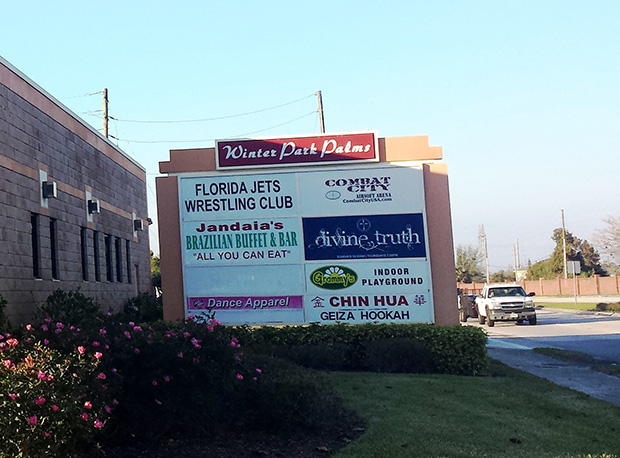 Winter Park Palms
FLORIDA JETS
WRESTLING CLUB
COMBAT
CITY
AIRSOFT ARENA
CombatCityUSA.com
Jandaia's
BRAZILIAN BUFFET & BAR
"ALL YOU CAN EAT"
divine truth
Grammy's
INDOOR
PLAYGROUND
Dance Apparel
CHIN HUA
GEIZA HOOKAH